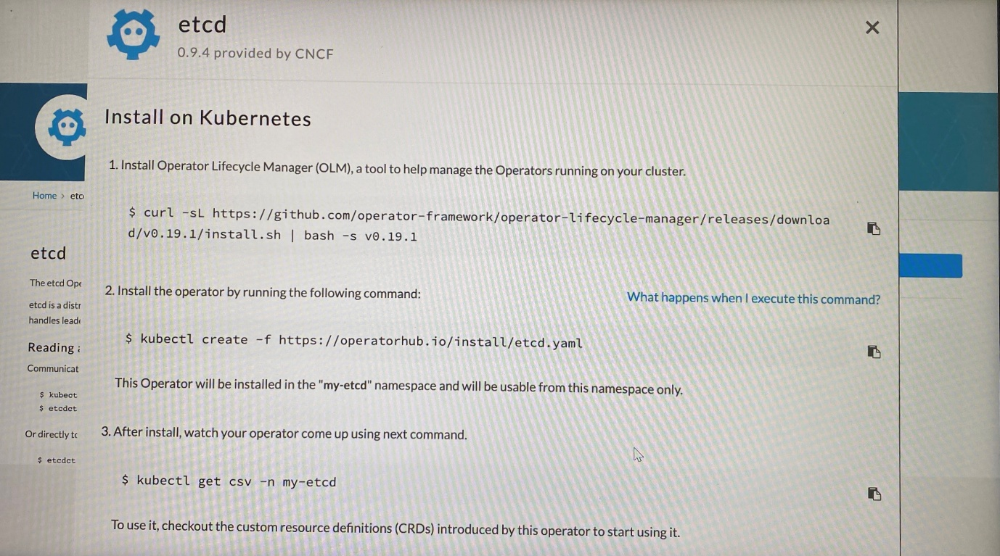 etcd
0.9.4 provided by CNCF
Install on Kubernetes
1. Install Operator Lifecycle Manager (OLM), a tool to help manage the Operators running on your cluster.
$ curl -sL https://github.com/operator-framework/operator-lifecycle-manager/releases/downloa
d/v0.19.1/install.sh | bash -s v0.19.1
2. Install the operator by running the following command:
What happens when I execute this command?
$ kubectl create -f https://operatorhub.io/install/etcd.yaml
This Operator will be installed in the "my-etcd" namespace and will be usable from this namespace only.
3. After install, watch your operator come up using next command.
$ kubectl get csv -n my-etcd
To use it, checkout the custom resource definitions (CRDs) introduced by this operator to start using it.
Home > etc
etcd
The etcd Ope
etcd is a distr
handles lead
Reading
Communicat
$ kubect
$ etcdct
Or directly to
$ etcdct